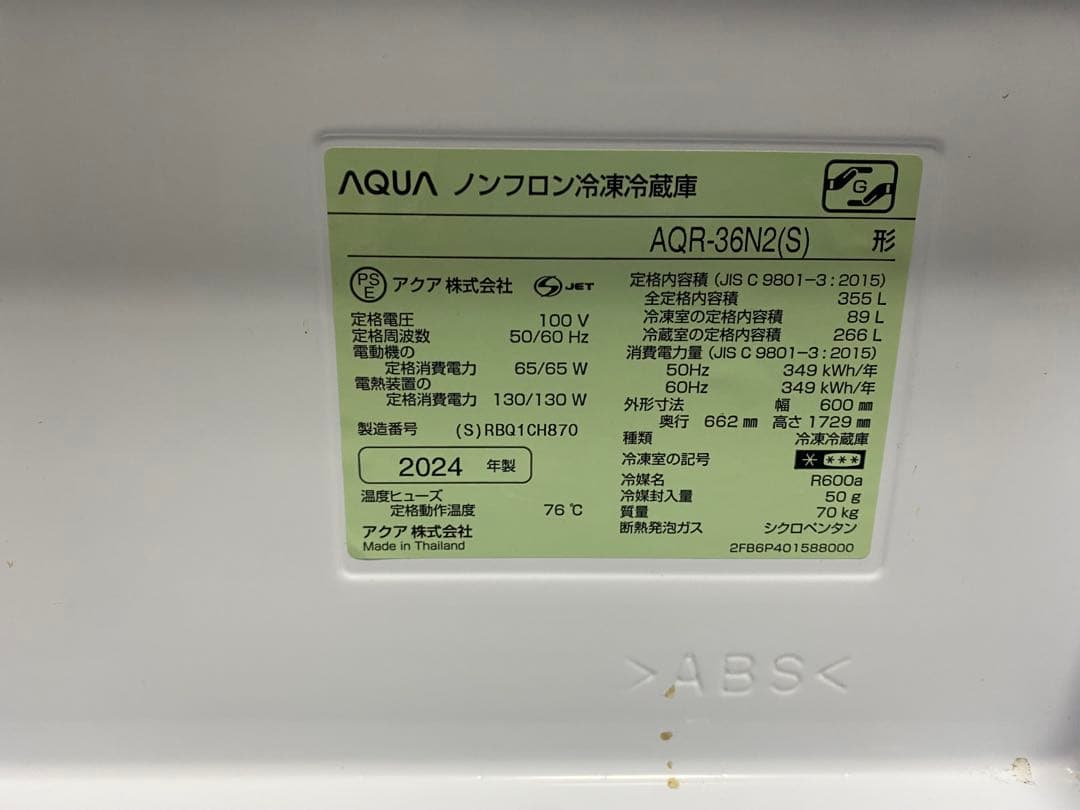 AQUA ノンフロン冷凍冷蔵庫
G
AQR-36N2(S) 形
PSE アクア株式会社 S JET
定格電圧 100 V
定格周波数 50/60 Hz
電動機の
定格消費電力 65/65 W
電熱装置の
定格消費電力 130/130 W
製造番号 (S)RBQ1CH870
2024 年製
温度ヒューズ
定格動作温度 76 ℃
アクア株式会社
Made in Thailand
定格内容積 (JIS C 9801-3:2015)
全定格内容積 355 L
冷凍室の定格内容積 89 L
冷蔵室の定格内容積 266 L
消費電力量 (JIS C 9801-3:2015)
50Hz 349 kWh/年
60Hz 349 kWh/年
外形寸法 幅 600 ㎜
奥行 662 ㎜ 高さ 1729 ㎜
種類 冷凍冷蔵庫
冷凍室の記号 * ***
冷媒名 R600a
冷媒封入量 50 g
質量 70 kg
断熱発泡ガス シクロペンタン
2FB6P401588000
>ABS<